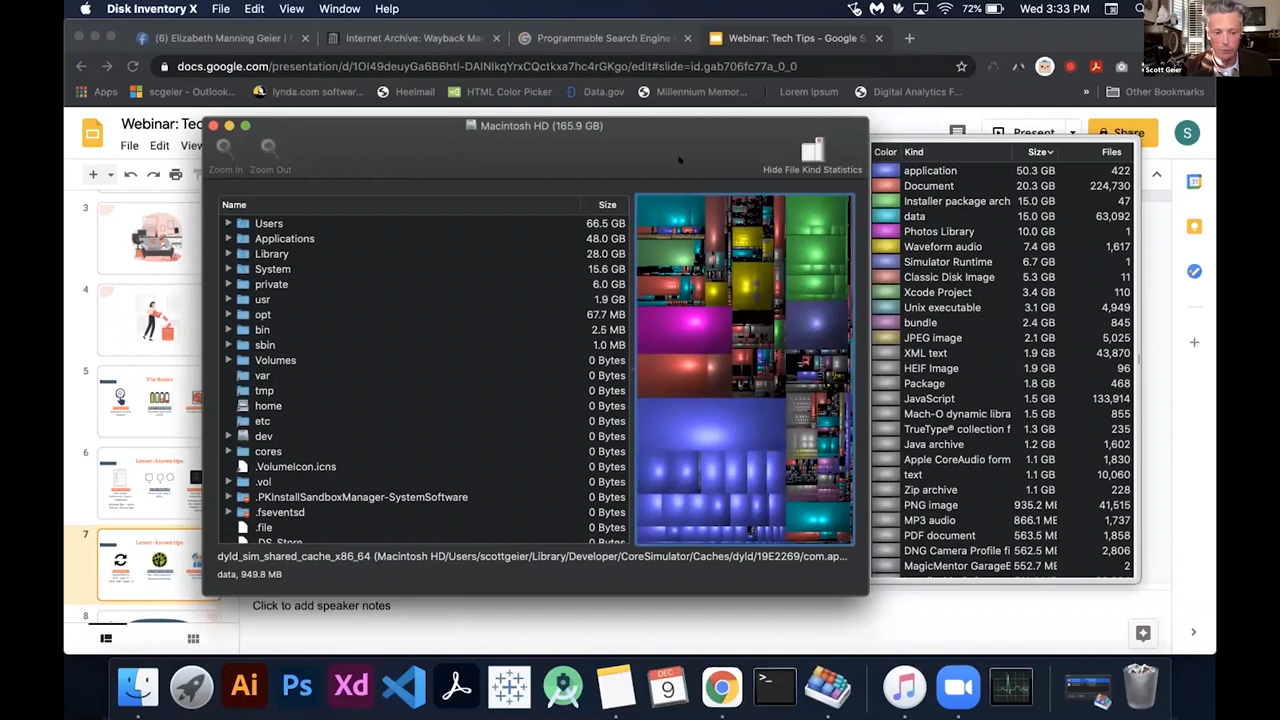 Disk Inventory X File Edit View Window Help 72% Wed 3:33 PM
Scott Geier
(6) Elizabeth Manning Geier | Internet Archive: Wayback Ma Programmable Search Engine Webinar: Tech Tips - Google S
docs.google.com/presentation/d/
Apps scgeier – Outlook... lynda.com softwar... Heelmail HTML Color Picker Data.gov Millennium Memor... Lorem Ipsum Digital Analytics F... » Other Bookmarks
Webinar: Tec
File Edit View
Present Share S
Macintosh HD (165.9 GB)
Zoom In Zoom Out Hide File Kind Statistics
Name Size
Users 66.5 GB
Applications 48.0 GB
Library 28.0 GB
System 15.6 GB
private 6.0 GB
usr 1.9 GB
opt 67.7 MB
bin 2.5 MB
sbin 1.0 MB
Volumes 0 Bytes
var 0 Bytes
tmp 0 Bytes
home 0 Bytes
etc 0 Bytes
dev 0 Bytes
cores 0 Bytes
.VolumeIcon.icns 0 Bytes
.vol 0 Bytes
.PKInstallSandboxManager-SystemSoftware 0 Bytes
.fseventsd 0 Bytes
.file 0 Bytes
.DS_Store
dyld_sim_shared_cache_x86_64 (Macintosh HD/Users/scottgeier/Library/Developer/CoreSimulator/Caches/dyld/19E2269/com.ap...
data, 949.8 MB
Color Kind Size Files
application 50.3 GB 422
Document 20.3 GB 224,730
Installer package arch 15.0 GB 47
data 15.0 GB 63,092
Photos Library 10.0 GB 1
Waveform audio 7.4 GB 1,617
Simulator Runtime 6.7 GB 1
Classic Disk Image 5.3 GB 11
Xcode Project 3.4 GB 110
Unix executable 3.1 GB 4,949
bundle 2.4 GB 845
JPEG image 2.1 GB 5,025
XML text 1.9 GB 43,870
HEIF Image 1.9 GB 96
Package 1.8 GB 468
JavaScript 1.5 GB 133,914
Mach-O dynamic libra 1.5 GB 855
TrueType® collection f 1.3 GB 235
Java archive 1.2 GB 1,602
Apple CoreAudio form 1.1 GB 1,830
text 1.1 GB 10,060
Zip archive 1.1 GB 228
PNG image 935.2 MB 41,515
MP3 audio 866.1 MB 1,737
PDF document 563.5 MB 1,858
DNG Camera Profile fi 562.5 MB 2,806
MagicMentor GarageB 552.7 MB 2
3
4
5
The Basics
6
7
8
Click to add speaker notes
Ai Ps Xd DEC 9